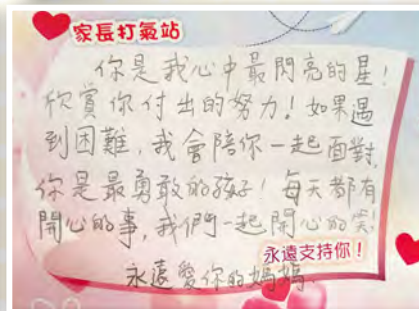 家長打氣站
你是我心中最閃亮的星!
欣賞你付出的努力!如果遇
到困難,我會陪你一起面對,
你是最勇敢的孩子!每天都有
開心的事,我們一起開心的笑!
永遠支持你!
永遠愛你的媽媽